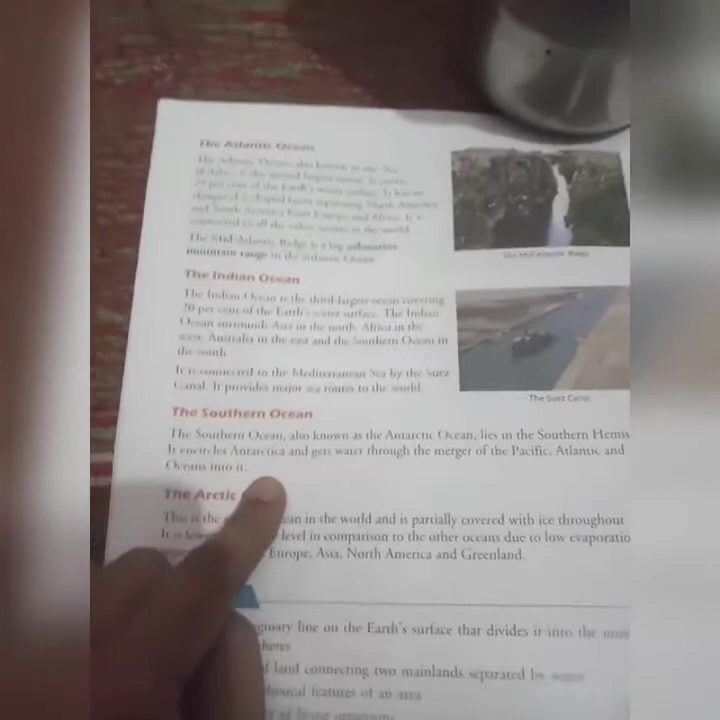 The Atlantic Ocean
The Atlantic Ocean, also known as the
is the second largest ocean. It covers
per cent of the Earth's water surface. It has an
separating North America
and South America from Europe and Africa. It is
connected to all the other oceans in the world
The Mid-Atlantic Ridge is a big submarine
mountain range in the Atlantic Ocean.
The Mid-Atlantic Ridge
The Indian Ocean
The Indian Ocean is the third-largest ocean covering
20 per cent of the Earth's water surface. The Indian
Ocean surrounds Asia in the north, Africa in the
west, Australia in the east and the Southern Ocean in
the south.
It is connected to the Mediterranean Sea by the Suez
Canal. It provides major sea routes to the world.
The Suez Canal
The Southern Ocean
The Southern Ocean, also known as the Antarctic Ocean, lies in the Southern Hemis
It encircles Antarctica and gets water through the merger of the Pacific, Atlantic and
Oceans into it.
The Arctic
This is the ean in the world and is partially covered with ice throughout
It is level in comparison to the other oceans due to low evaporatio
Europe, Asia, North America and Greenland.
ginary line on the Earth's surface that divides it into the
heres
f land connecting two mainlands separated by water
features of an area
of living organisms